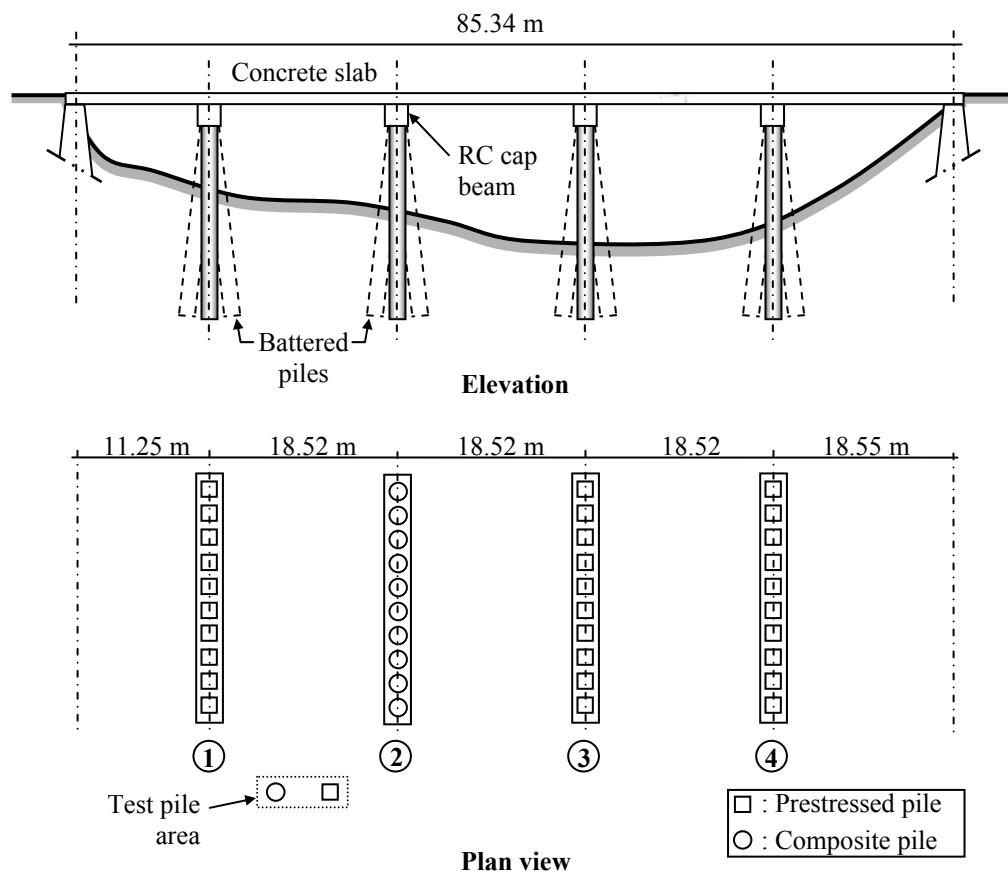 85.34 m
Concrete slab
RC cap
beam
Battered
piles
Elevation
11.25 m 18.52 m 18.52 m 18.52 18.55 m
1 2 3 4
Test pile
area
□ : Prestressed pile
○ : Composite pile
Plan view